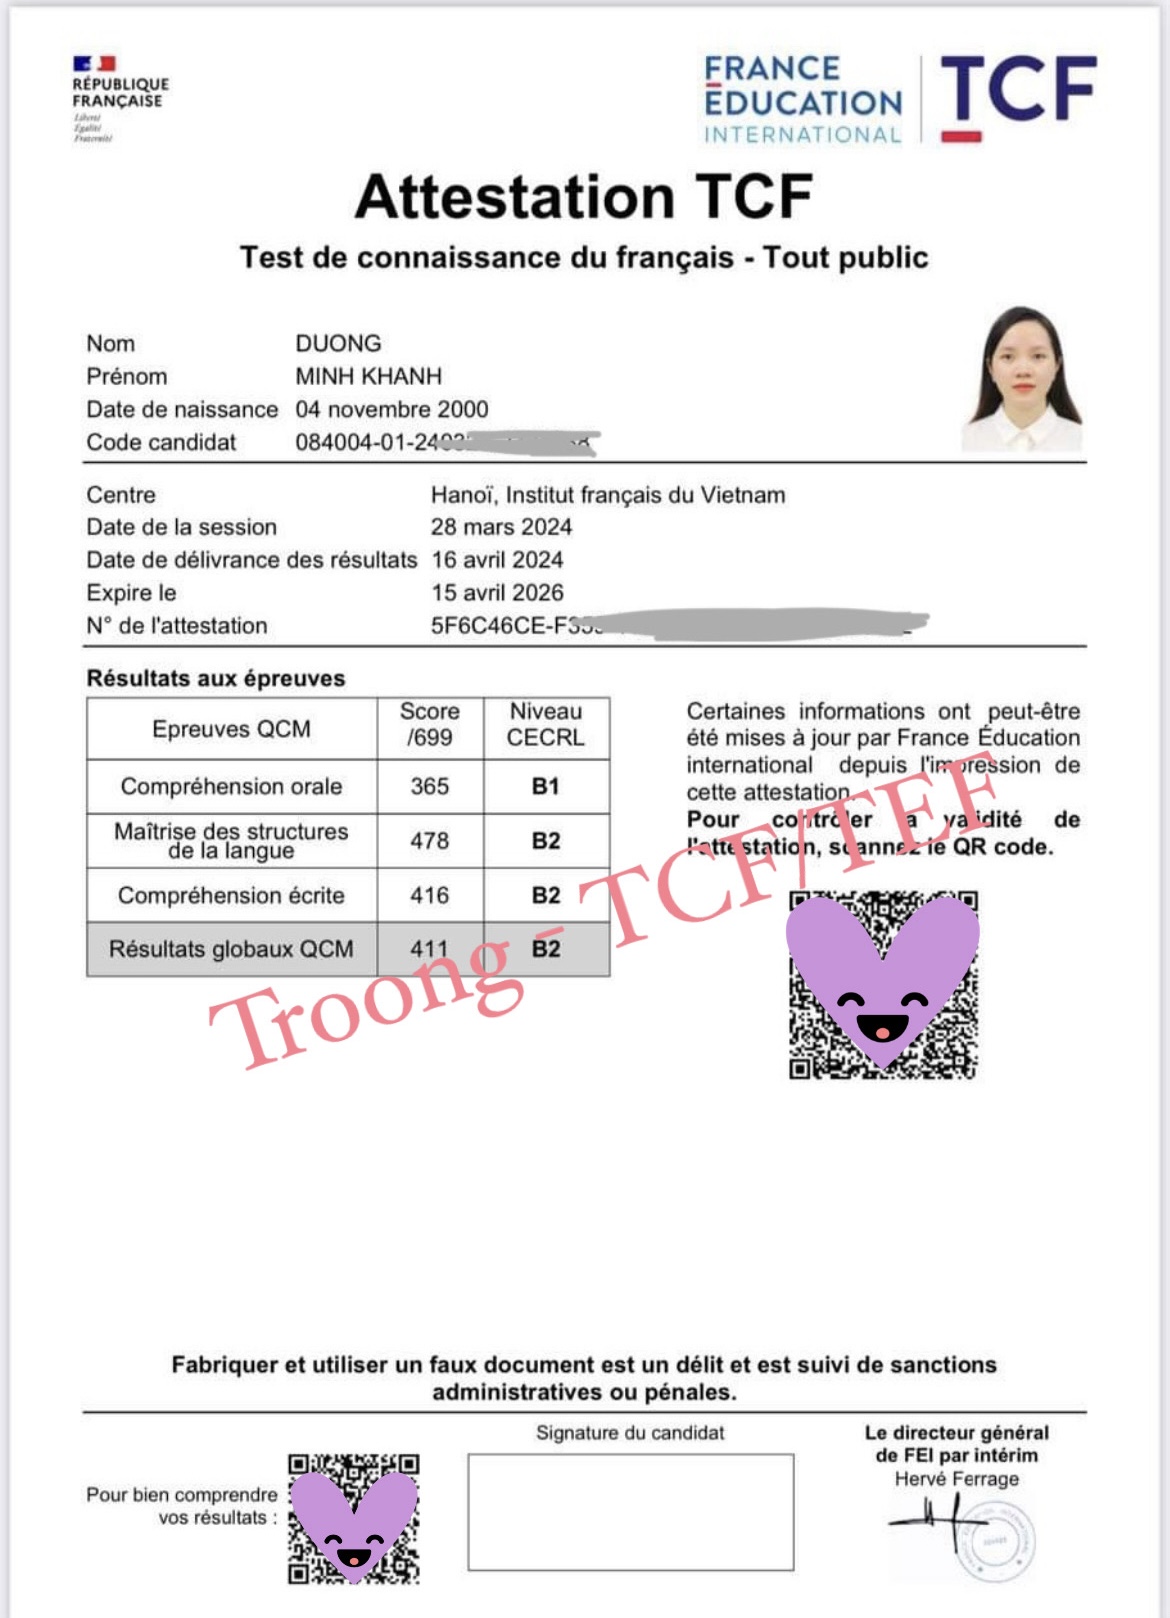 RÉPUBLIQUE
FRANÇAISE
Liberté
Égalité
Fraternité
FRANCE
EDUCATION
INTERNATIONAL
TCF
Attestation TCF
Test de connaissance du français - Tout public
Nom DUONG
Prénom MINH KHANH
Date de naissance 04 novembre 2000
Code candidat 084004-01-24
Centre Hanoï, Institut français du Vietnam
Date de la session 28 mars 2024
Date de délivrance des résultats 16 avril 2024
Expire le 15 avril 2026
N° de l'attestation 5F6C46CE-F
Résultats aux épreuves
Epreuves QCM Score /699 Niveau CECRL
Compréhension orale 365 B1
Maîtrise des structures de la langue 478 B2
Compréhension écrite 416 B2
Résultats globaux QCM 411 B2
Certaines informations ont peut-être
été mises à jour par France Éducation
international depuis l'impression de
cette attestation.
Pour contrôler la validité de
l'attestation, scannez le QR code.
Troong - TCF/TEF
Fabriquer et utiliser un faux document est un délit et est suivi de sanctions
administratives ou pénales.
Pour bien comprendre
vos résultats :
Signature du candidat
Le directeur général
de FEI par intérim
Hervé Ferrage